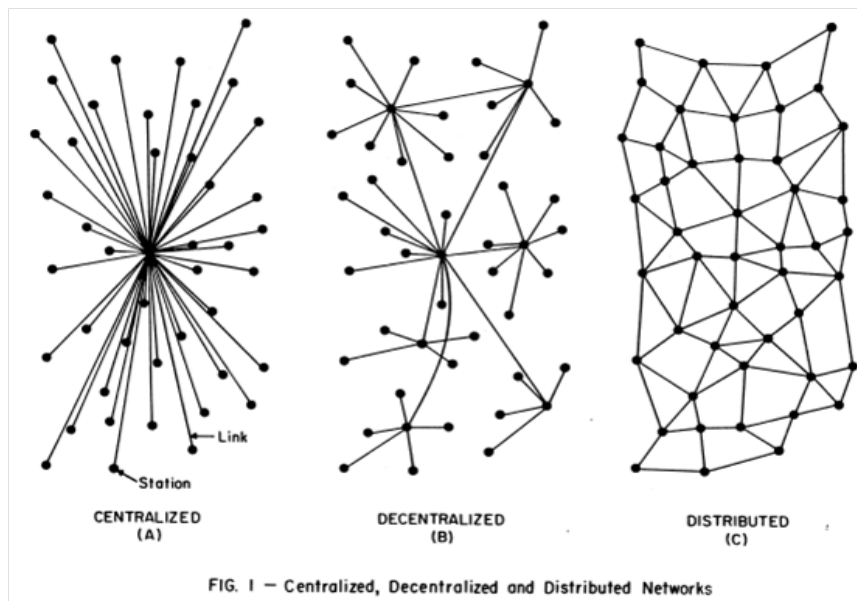 Link
Station
CENTRALIZED
(A)
DECENTRALIZED
(B)
DISTRIBUTED
(C)
FIG. I — Centralized, Decentralized and Distributed Networks